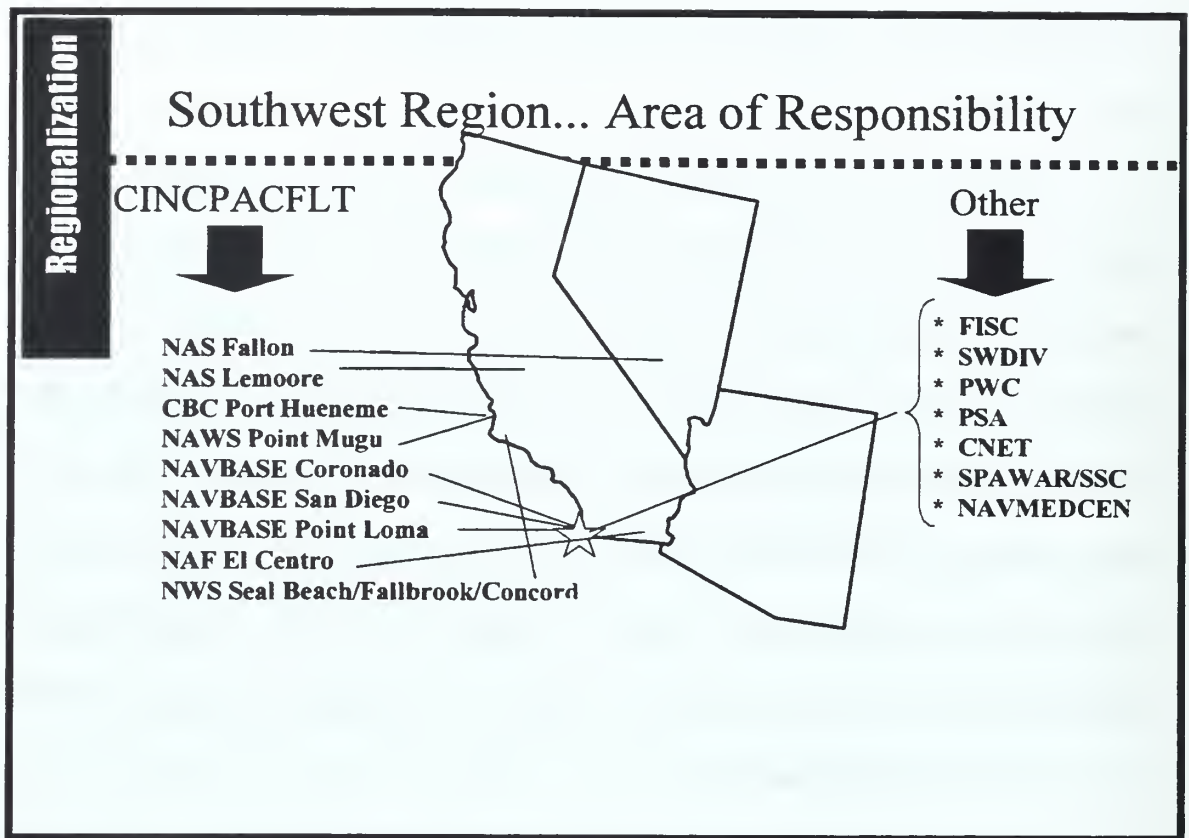 Regionalization
Southwest Region... Area of Responsibility
CINCPACFLT
NAS Fallon
NAS Lemoore
CBC Port Hueneme
NAWS Point Mugu
NAVBASE Coronado
NAVBASE San Diego
NAVBASE Point Loma
NAF El Centro
NWS Seal Beach/Fallbrook/Concord
Other
* FISC
* SWDIV
* PWC
* PSA
* CNET
* SPAWAR/SSC
* NAVMEDCEN